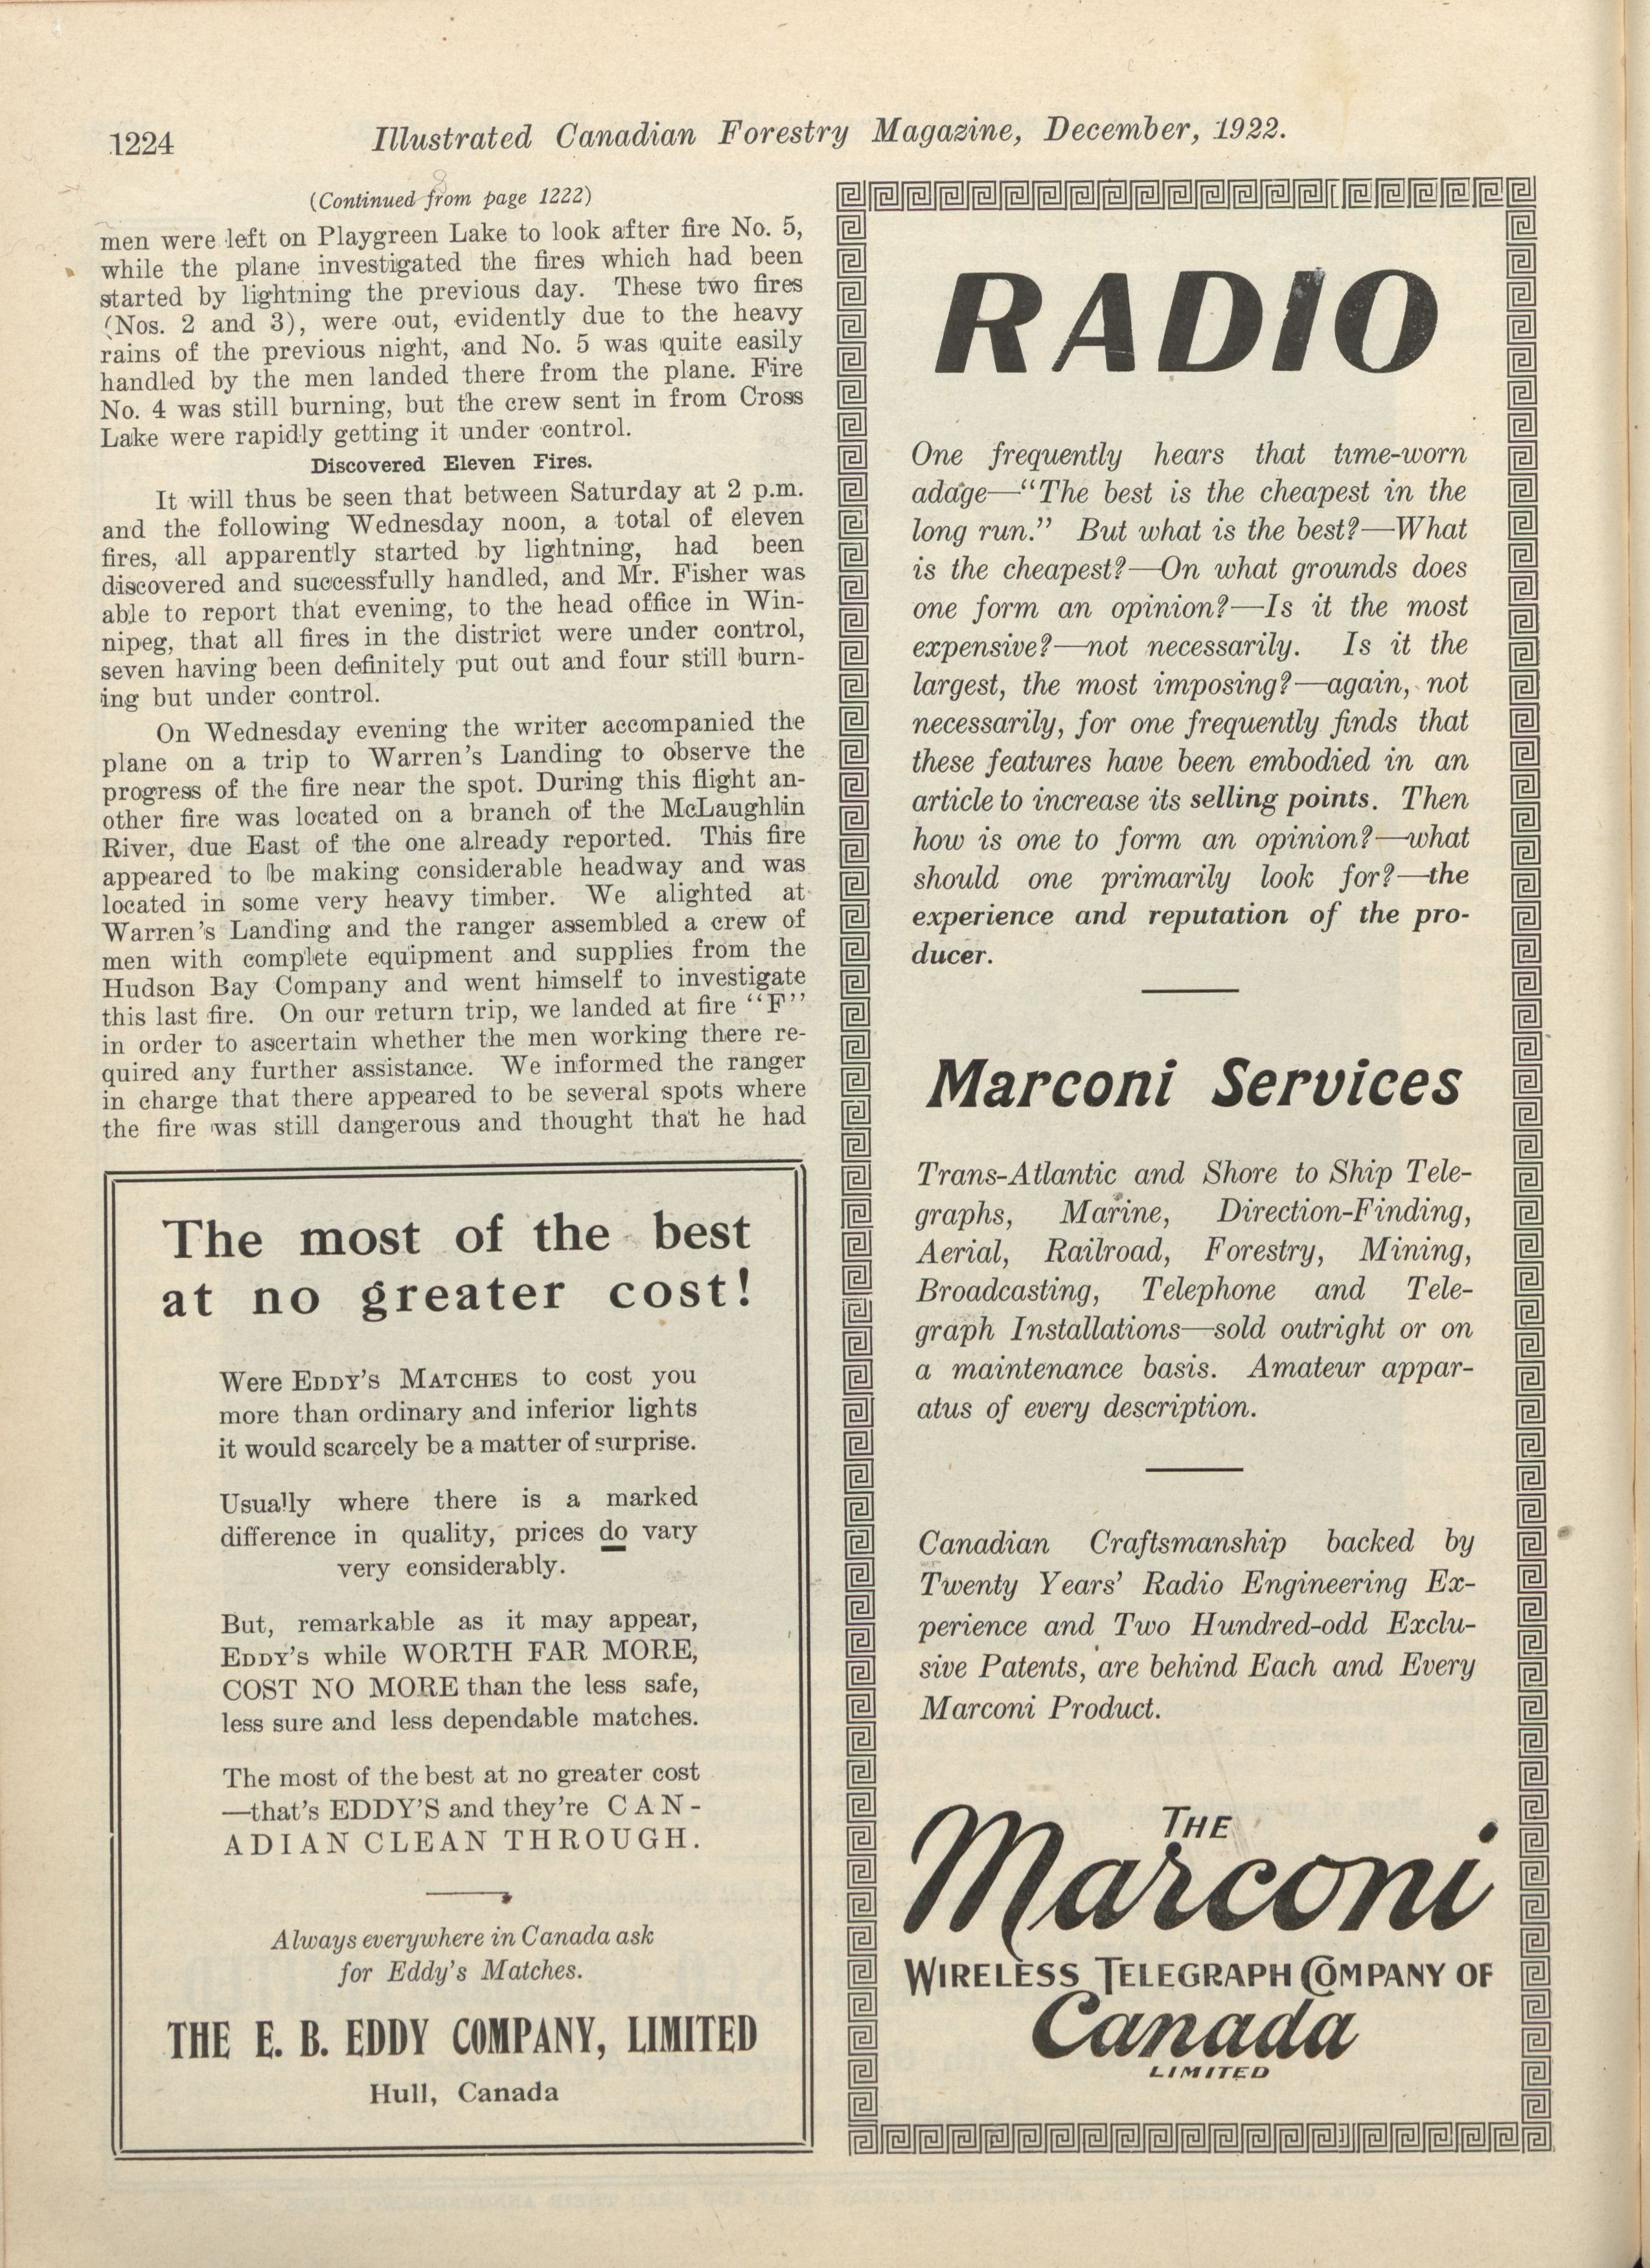 1224
Illustrated Canadian Forestry Magazine, December, 1922.
(Continued from page 1222)
men were left on Playgreen Lake to look after fire No. 5,
while the plane investigated the fires which had been
started by lightning the previous day. These two fires
(Nos. 2 and 3), were out, evidently due to the heavy
rains of the previous night, and No. 5 was quite easily
handled by the men landed there from the plane. Fire
No. 4 was still burning, but the crew sent in from Cross
Lake were rapidly getting it under control.
Discovered Eleven Fires.
It will thus be seen that between Saturday at 2 p.m.
and the following Wednesday noon, a total of eleven
fires, all apparently started by lightning, had been
discovered and successfully handled, and Mr. Fisher was
able to report that evening, to the head office in Win-
nipeg, that all fires in the district were under control,
seven having been definitely put out and four still burn-
ing but under control.
On Wednesday evening the writer accompanied the
plane on a trip to Warren's Landing to observe the
progress of the fire near the spot. During this flight an-
other fire was located on a branch of the McLaughlin
River, due East of the one already reported. This fire
appeared to be making considerable headway and was
located in some very heavy timber. We alighted at
Warren's Landing and the ranger assembled a crew of
men with complete equipment and supplies from the
Hudson Bay Company and went himself to investigate
this last fire. On our return trip, we landed at fire "F"
in order to ascertain whether the men working there re-
quired any further assistance. We informed the ranger
in charge that there appeared to be several spots where
the fire was still dangerous and thought that he had
The most of the best
at no greater cost!
Were EDDY'S MATCHES to cost you
more than ordinary and inferior lights
it would scarcely be a matter of surprise.
Usually where there is a marked
difference in quality, prices do vary
very considerably.
But, remarkable as it may appear,
EDDY'S while WORTH FAR MORE,
COST NO MORE than the less safe,
less sure and less dependable matches.
The most of the best at no greater cost
—that's EDDY'S and they're CAN-
ADIAN CLEAN THROUGH.
Always everywhere in Canada ask
for Eddy's Matches.
THE E. B. EDDY COMPANY, LIMITED
Hull, Canada
RADIO
One frequently hears that time-worn
adage—"The best is the cheapest in the
long run." But what is the best?—What
is the cheapest?—On what grounds does
one form an opinion?—Is it the most
expensive?—not necessarily. Is it the
largest, the most imposing?—again, not
necessarily, for one frequently finds that
these features have been embodied in an
article to increase its selling points. Then
how is one to form an opinion?—what
should one primarily look for?—the
experience and reputation of the pro-
ducer.
Marconi Services
Trans-Atlantic and Shore to Ship Tele-
graphs, Marine, Direction-Finding,
Aerial, Railroad, Forestry, Mining,
Broadcasting, Telephone and Tele-
graph Installations—sold outright or on
a maintenance basis. Amateur appar-
atus of every description.
Canadian Craftsmanship backed by
Twenty Years' Radio Engineering Ex-
perience and Two Hundred-odd Exclu-
sive Patents, are behind Each and Every
Marconi Product.
THE
Marconi
WIRELESS TELEGRAPH COMPANY OF
Canada
LIMITED